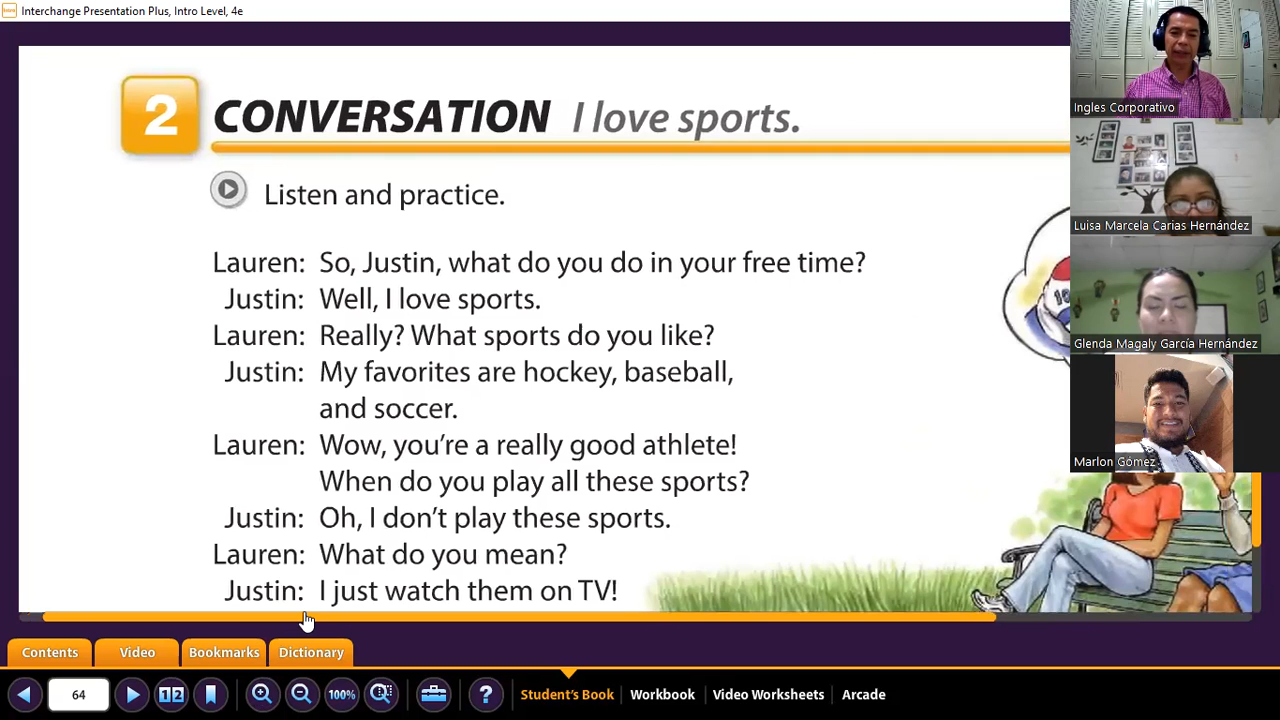 Interchange Presentation Plus, Intro Level, 4e
2 CONVERSATION I love sports.
Listen and practice.
Lauren: So, Justin, what do you do in your free time?
Justin: Well, I love sports.
Lauren: Really? What sports do you like?
Justin: My favorites are hockey, baseball,
and soccer.
Lauren: Wow, you're a really good athlete!
When do you play all these sports?
Justin: Oh, I don't play these sports.
Lauren: What do you mean?
Justin: I just watch them on TV!
Ingles Corporativo
Luisa Marcela Carias Hernández
Glenda Magaly García Hernández
Marlon Gómez
Contents Video Bookmarks Dictionary
64 1 2 100% ? Student's Book Workbook Video Worksheets Arcade